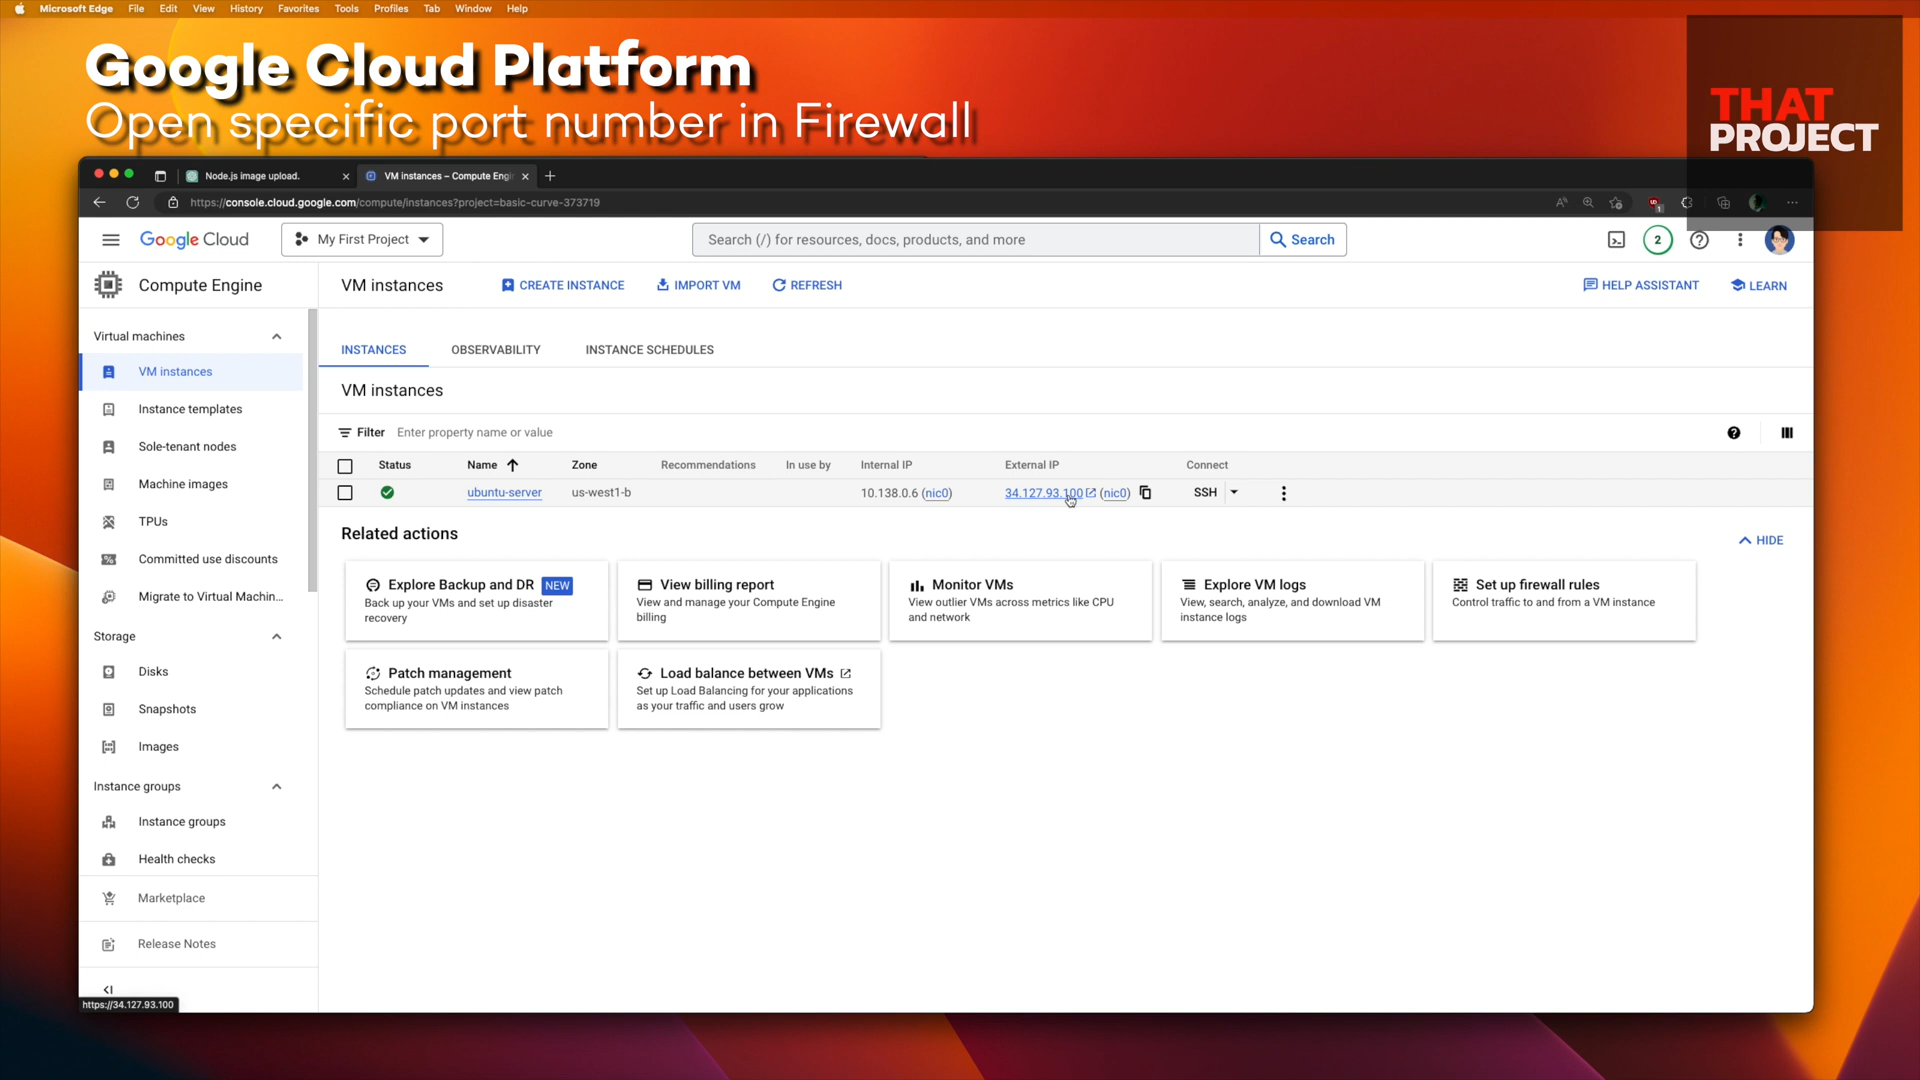 Microsoft Edge File Edit View History Favorites Tools Profiles Tab Window Help
Google Cloud Platform
Open specific port number in Firewall
THAT
PROJECT
Node.js image upload. VM instances – Compute Engi
https://console.cloud.google.com/compute/instances?project=basic-curve-373719
Google Cloud My First Project Search (/) for resources, docs, products, and more Search 2
Compute Engine VM instances CREATE INSTANCE IMPORT VM REFRESH HELP ASSISTANT LEARN
Virtual machines
VM instances
Instance templates
Sole-tenant nodes
Machine images
TPUs
Committed use discounts
Migrate to Virtual Machin...
Storage
Disks
Snapshots
Images
Instance groups
Instance groups
Health checks
Marketplace
Release Notes
https://34.127.93.100
INSTANCES OBSERVABILITY INSTANCE SCHEDULES
VM instances
Filter Enter property name or value
Status Name Zone Recommendations In use by Internal IP External IP Connect
ubuntu-server us-west1-b 10.138.0.6 (nic0) 34.127.93.100 (nic0) SSH
Related actions
HIDE
Explore Backup and DR NEW
Back up your VMs and set up disaster
recovery
View billing report
View and manage your Compute Engine
billing
Monitor VMs
View outlier VMs across metrics like CPU
and network
Explore VM logs
View, search, analyze, and download VM
instance logs
Set up firewall rules
Control traffic to and from a VM instance
Patch management
Schedule patch updates and view patch
compliance on VM instances
Load balance between VMs
Set up Load Balancing for your applications
as your traffic and users grow